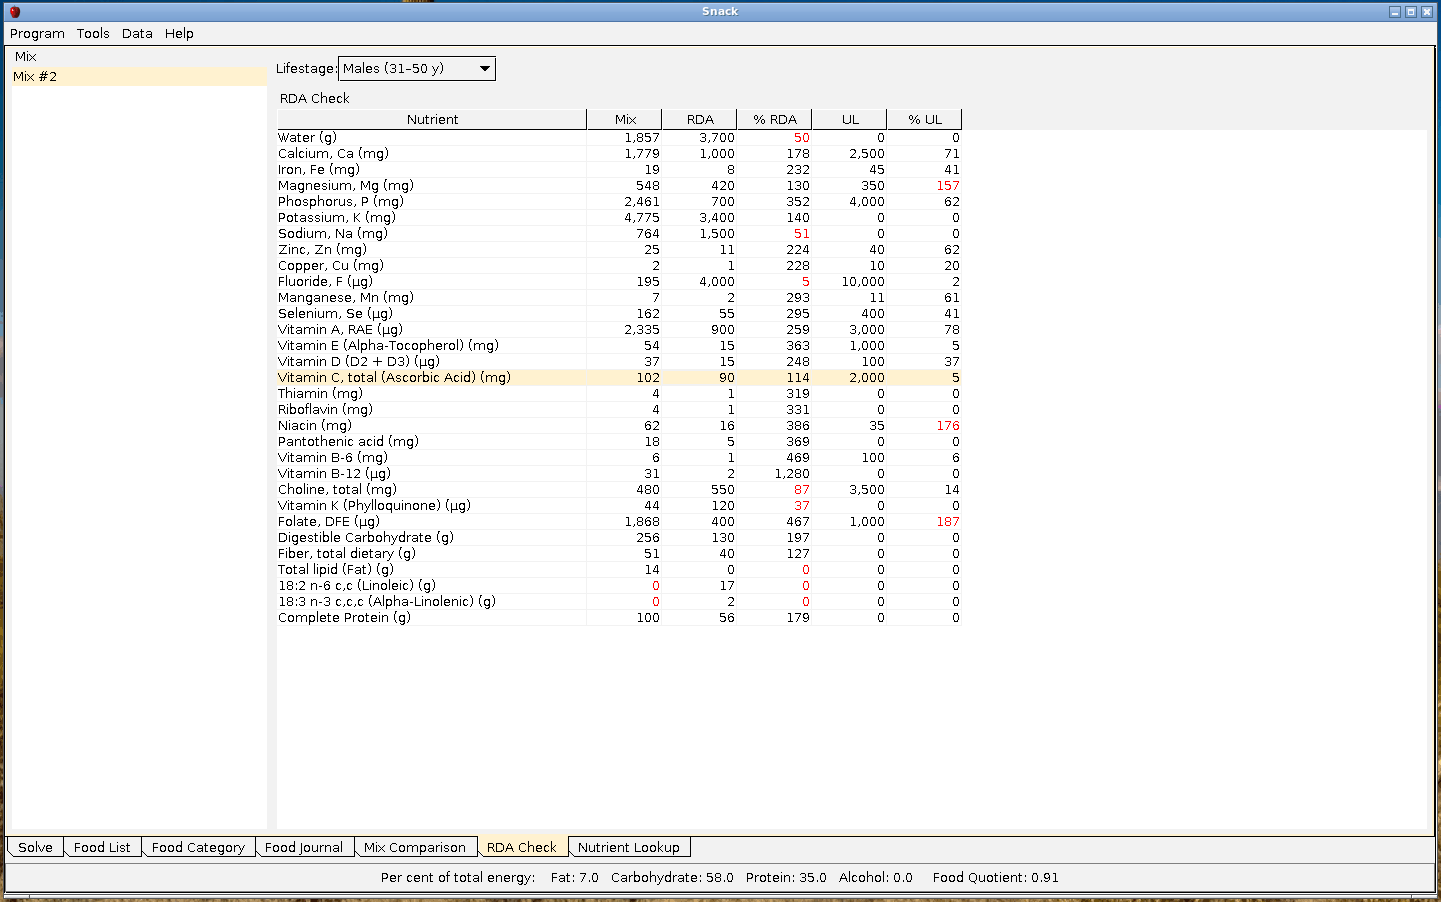 Snack
Program Tools Data Help
Mix
Mix #2
Lifestage: Males (31–50 y)
RDA Check
Nutrient Mix RDA % RDA UL % UL
Water (g) 1,857 3,700 50 0 0
Calcium, Ca (mg) 1,779 1,000 178 2,500 71
Iron, Fe (mg) 19 8 232 45 41
Magnesium, Mg (mg) 548 420 130 350 157
Phosphorus, P (mg) 2,461 700 352 4,000 62
Potassium, K (mg) 4,775 3,400 140 0 0
Sodium, Na (mg) 764 1,500 51 0 0
Zinc, Zn (mg) 25 11 224 40 62
Copper, Cu (mg) 2 1 228 10 20
Fluoride, F (µg) 195 4,000 5 10,000 2
Manganese, Mn (mg) 7 2 293 11 61
Selenium, Se (µg) 162 55 295 400 41
Vitamin A, RAE (µg) 2,335 900 259 3,000 78
Vitamin E (Alpha-Tocopherol) (mg) 54 15 363 1,000 5
Vitamin D (D2 + D3) (µg) 37 15 248 100 37
Vitamin C, total (Ascorbic Acid) (mg) 102 90 114 2,000 5
Thiamin (mg) 4 1 319 0 0
Riboflavin (mg) 4 1 331 0 0
Niacin (mg) 62 16 386 35 176
Pantothenic acid (mg) 18 5 369 0 0
Vitamin B-6 (mg) 6 1 469 100 6
Vitamin B-12 (µg) 31 2 1,280 0 0
Choline, total (mg) 480 550 87 3,500 14
Vitamin K (Phylloquinone) (µg) 44 120 37 0 0
Folate, DFE (µg) 1,868 400 467 1,000 187
Digestible Carbohydrate (g) 256 130 197 0 0
Fiber, total dietary (g) 51 40 127 0 0
Total lipid (Fat) (g) 14 0 0 0 0
18:2 n-6 c,c (Linoleic) (g) 0 17 0 0 0
18:3 n-3 c,c,c (Alpha-Linolenic) (g) 0 2 0 0 0
Complete Protein (g) 100 56 179 0 0
Solve Food List Food Category Food Journal Mix Comparison RDA Check Nutrient Lookup
Per cent of total energy: Fat: 7.0 Carbohydrate: 58.0 Protein: 35.0 Alcohol: 0.0 Food Quotient: 0.91